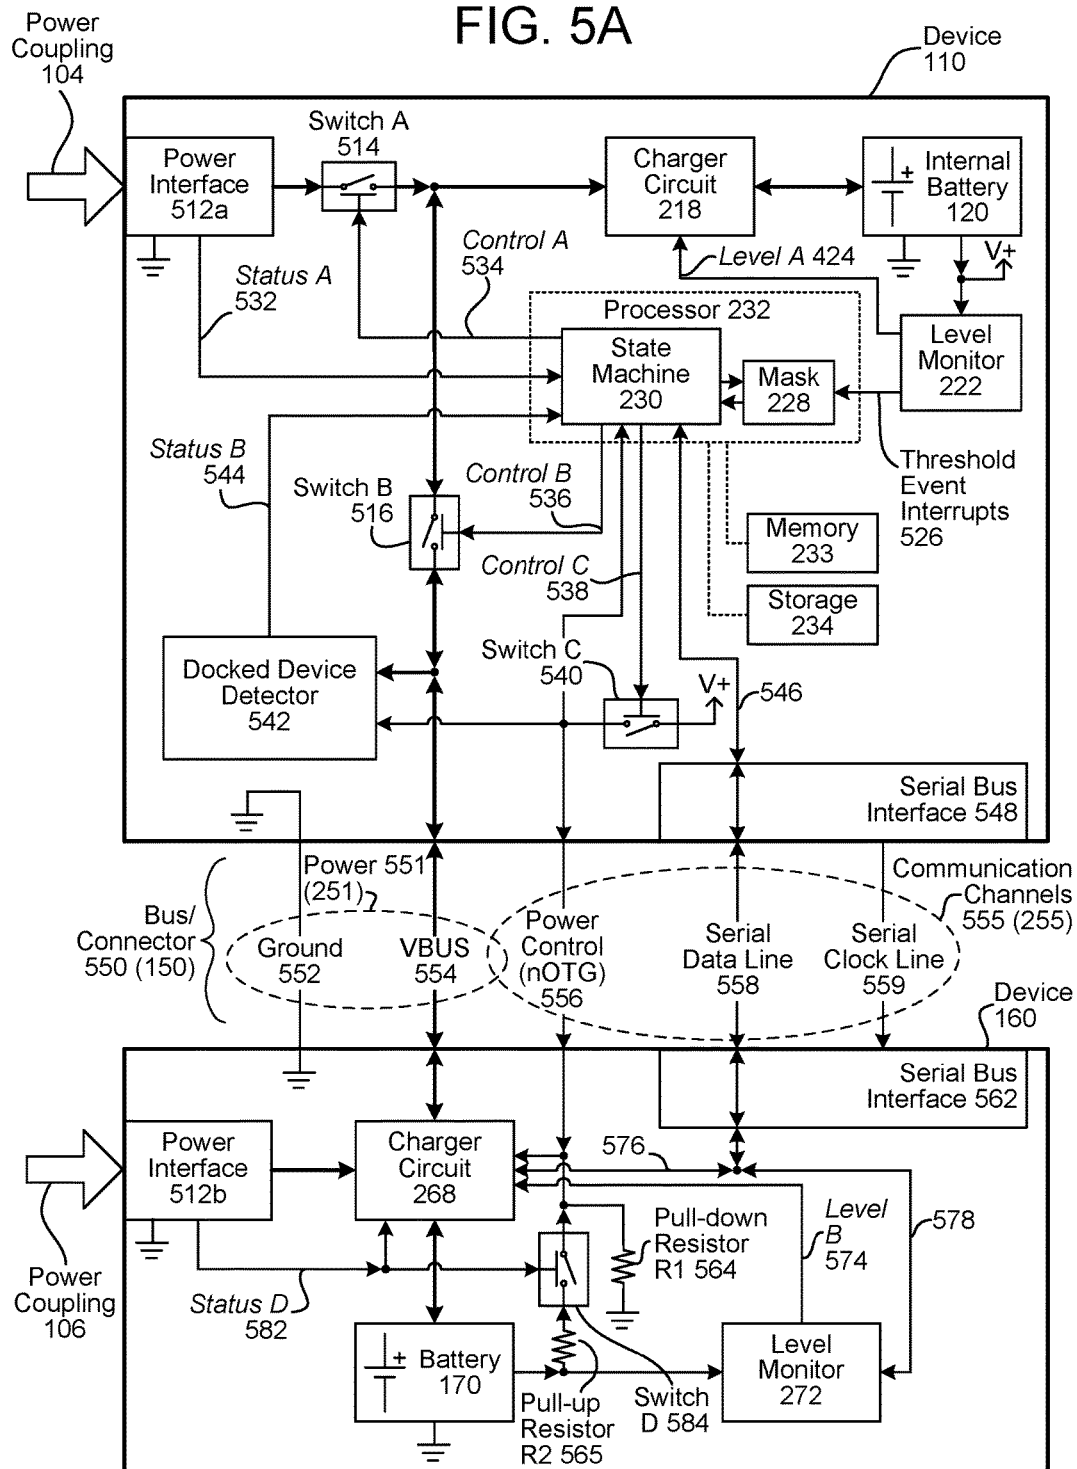 FIG. 5A
Power
Coupling
104
Device
110
Power
Interface
512a
Switch A
514
Charger
Circuit
218
Internal
Battery
120
+
V+
Control A
534
Level A 424
Status A
532
Processor 232
State
Machine
230
Mask
228
Level
Monitor
222
Status B
544
Switch B
516
Control B
536
Threshold
Event
Interrupts
526
Memory
233
Control C
538
Storage
234
Docked Device
Detector
542
Switch C
540
V+
546
Serial Bus
Interface 548
Power 551
(251)
Communication
Channels
555 (255)
Bus/
Connector
550 (150)
Ground
552
VBUS
554
Power
Control
(nOTG)
556
Serial
Data Line
558
Serial
Clock Line
559
Device
160
Serial Bus
Interface 562
Power
Interface
512b
Charger
Circuit
268
576
Power
Coupling
106
Status D
582
Pull-down
Resistor
R1 564
Level
B
574
578
+
Battery
170
Pull-up
Resistor
R2 565
Switch
D 584
Level
Monitor
272